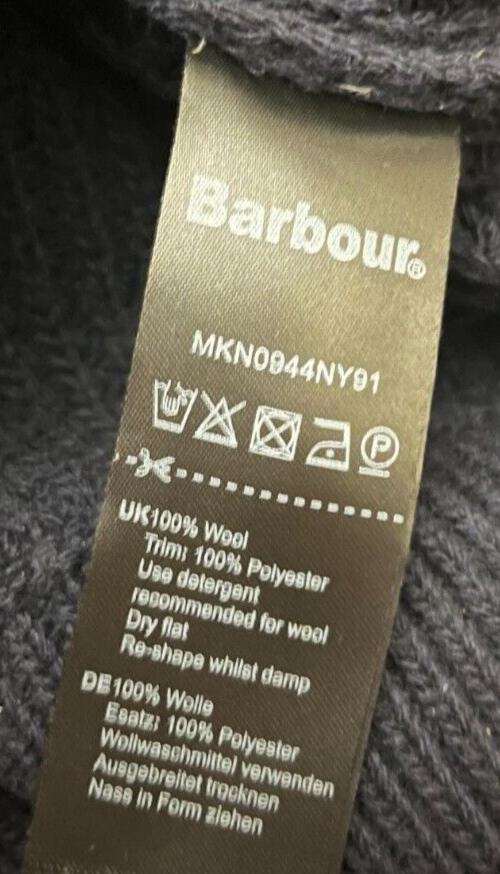 Barbour®
MKN0944NY91
P
UK100% Wool
Trim: 100% Polyester
Use detergent
recommended for wool
Dry flat
Re-shape whilst damp
DE100% Wolle
Esatz: 100% Polyester
Wollwaschmittel verwenden
Ausgebreitet trocknen
Nass in Form ziehen